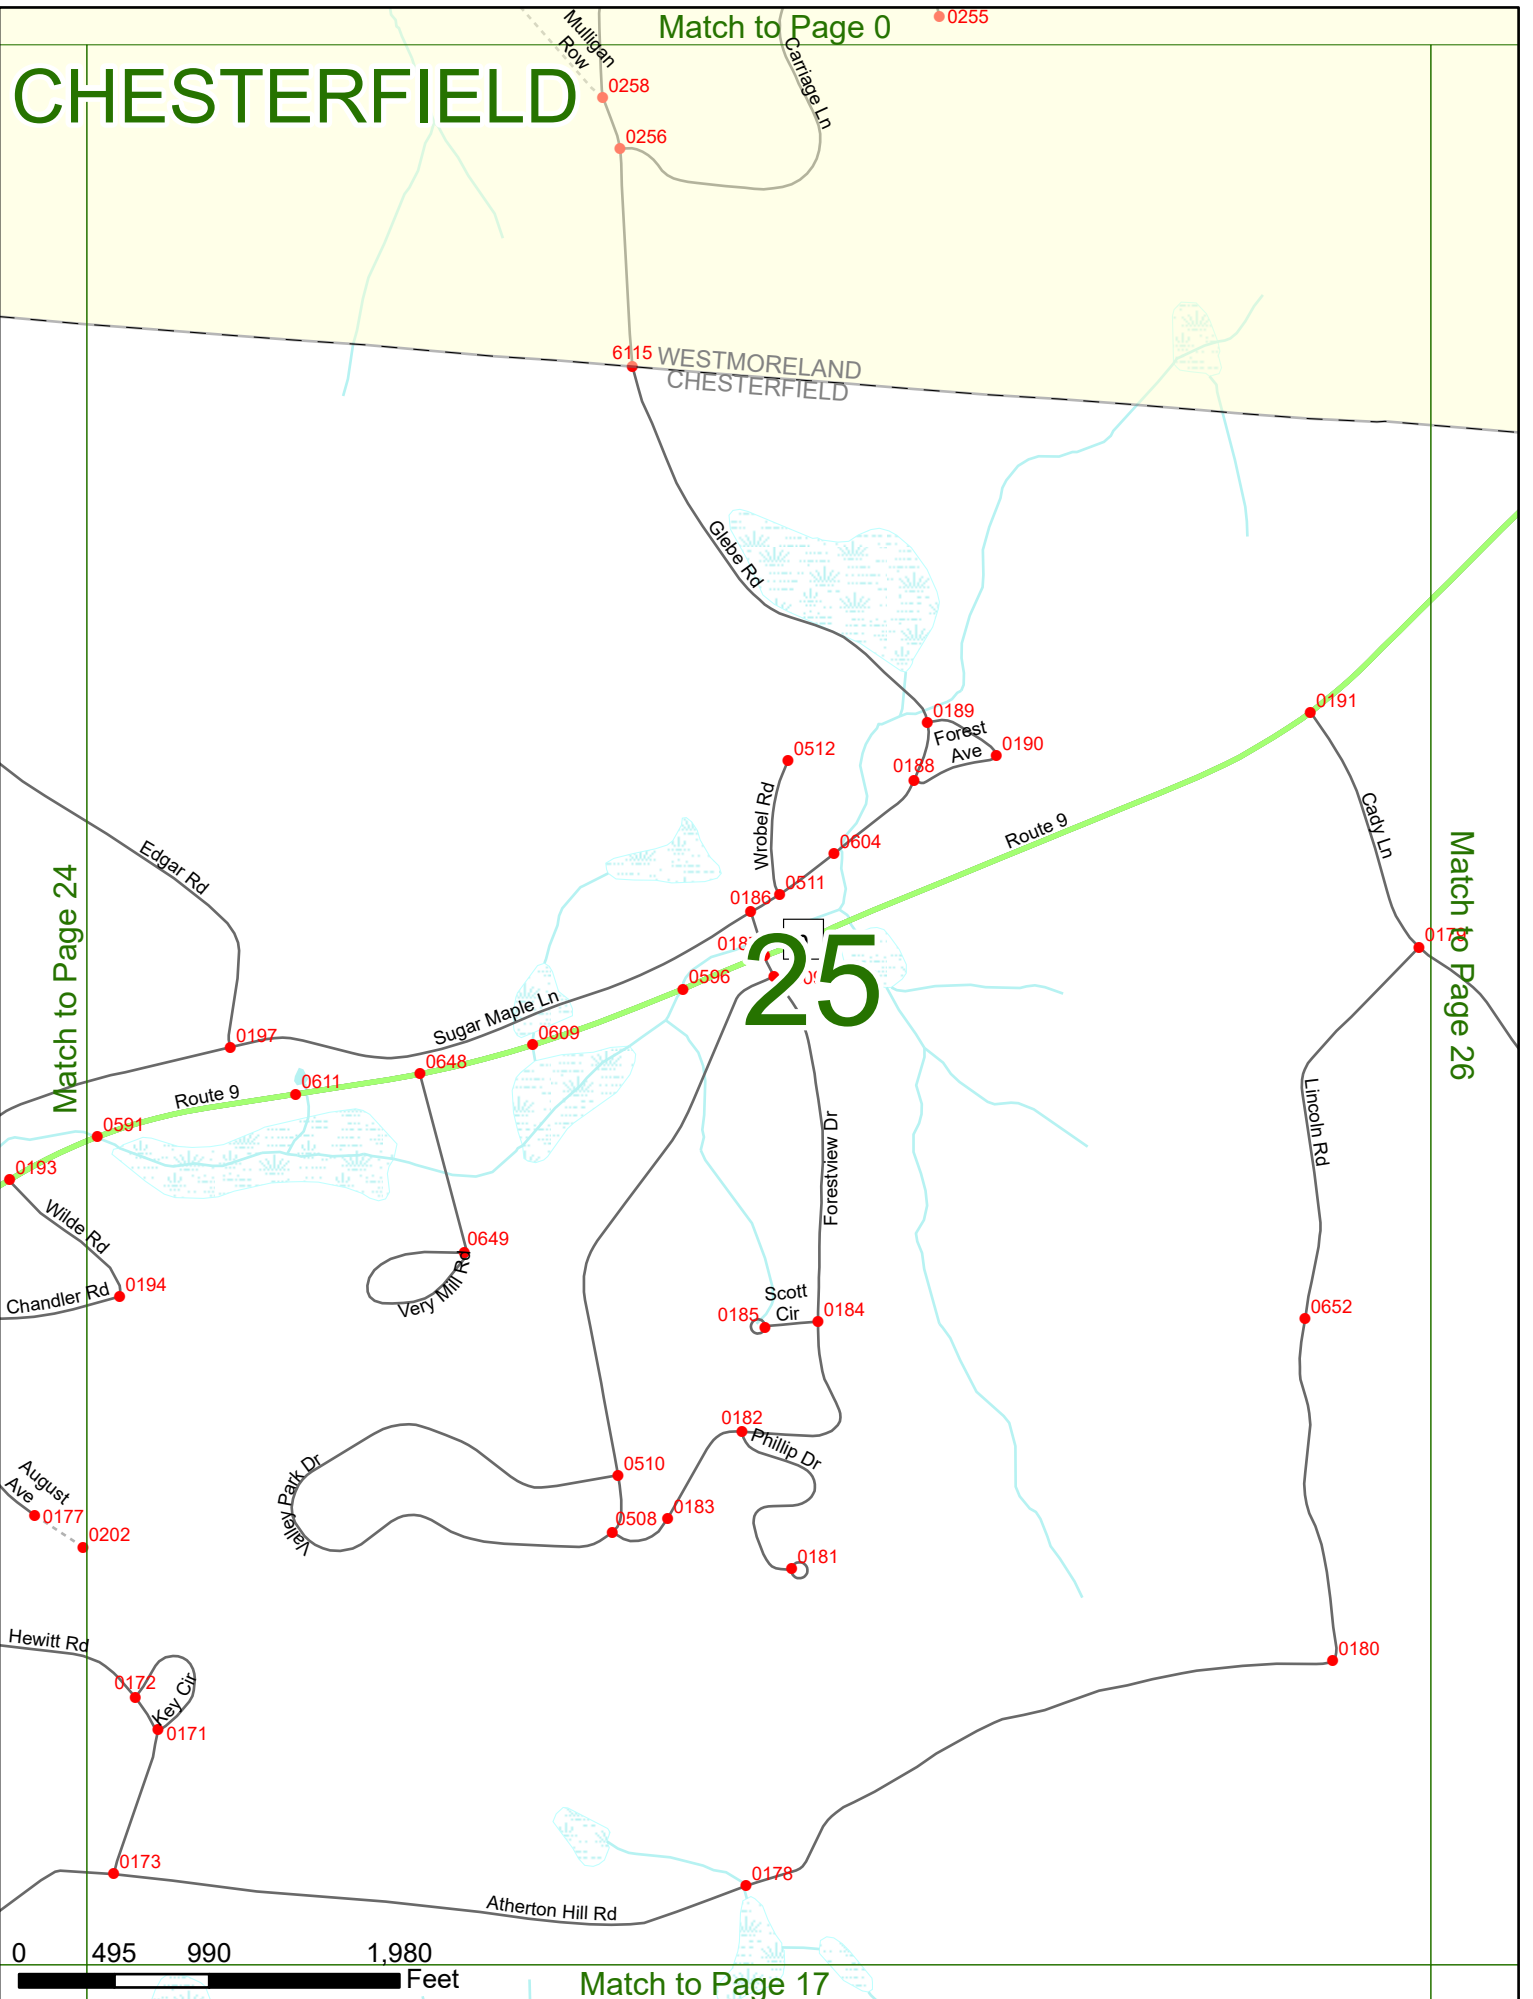 Match to Page 0
0255
Mulligan
Row
Carriage Ln
CHESTERFIELD
0258
0256
6115
WESTMORELAND
CHESTERFIELD
Glebe Rd
0189
0191
Forest
Ave
0190
0512
0188
Wrobel Rd
Route 9
Cady Ln
0604
Edgar Rd
0511
0186
Match to Page 24
Match to Page 26
25
0596
Sugar Maple Ln
0197
0609
0648
0611
Route 9
Lincoln Rd
0591
Forestview Dr
0193
Wilde Rd
0649
Very Mill Rd
0194
Chandler Rd
Scott
Cir
0185
0184
0652
0182
Phillip Dr
Valley Park Dr
0510
August
Ave
0177
0183
0508
0202
0181
Hewitt Rd
0180
0172
Key Cir
0171
0173
0178
Atherton Hill Rd
0 495 990 1,980
Feet
Match to Page 17